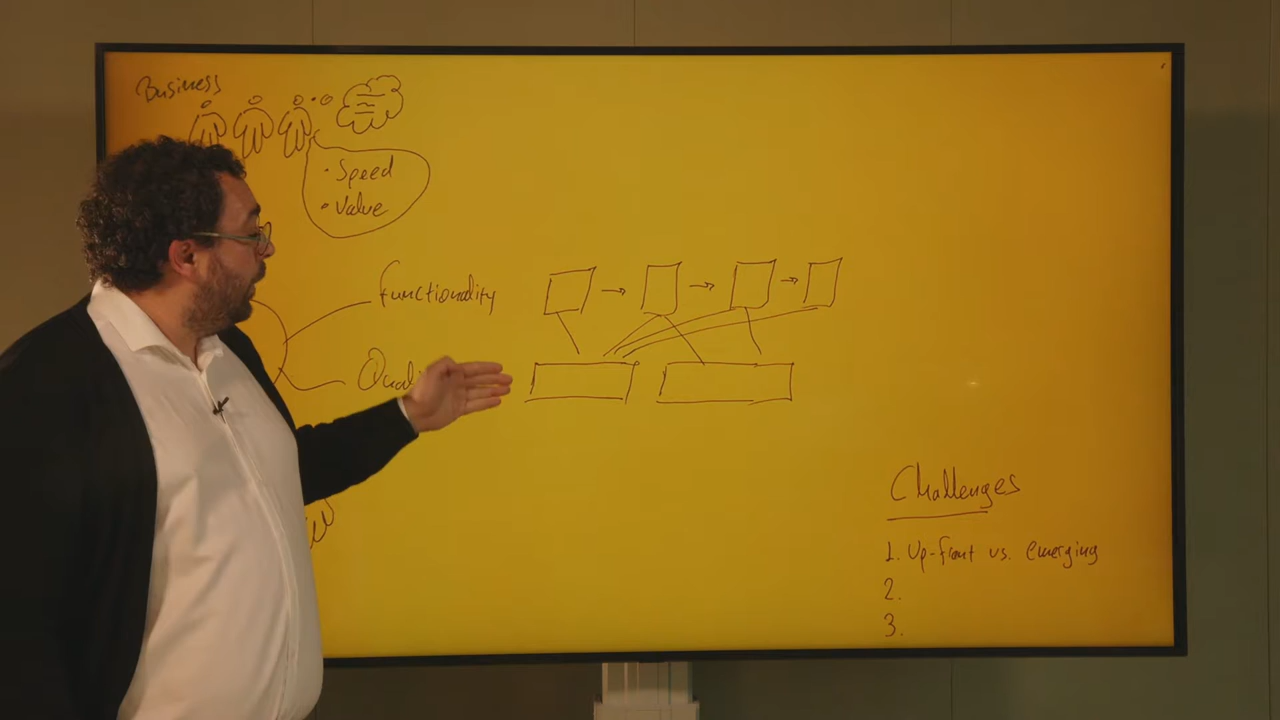 Business
• Speed
• Value
functionality
Challenges
1. Up-front vs. emerging
2.
3.